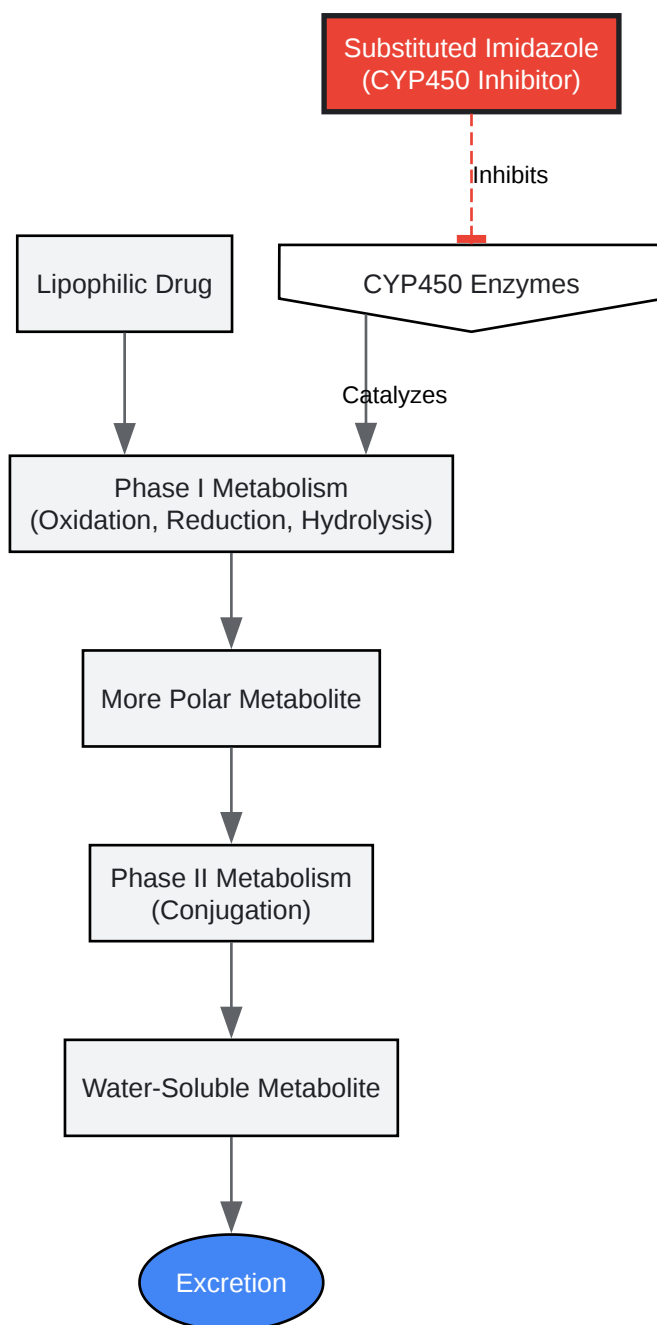 Substituted Imidazole
(CYP450 Inhibitor)
Inhibits
Lipophilic Drug
CYP450 Enzymes
Catalyzes
Phase I Metabolism
(Oxidation, Reduction, Hydrolysis)
More Polar Metabolite
Phase II Metabolism
(Conjugation)
Water-Soluble Metabolite
Excretion